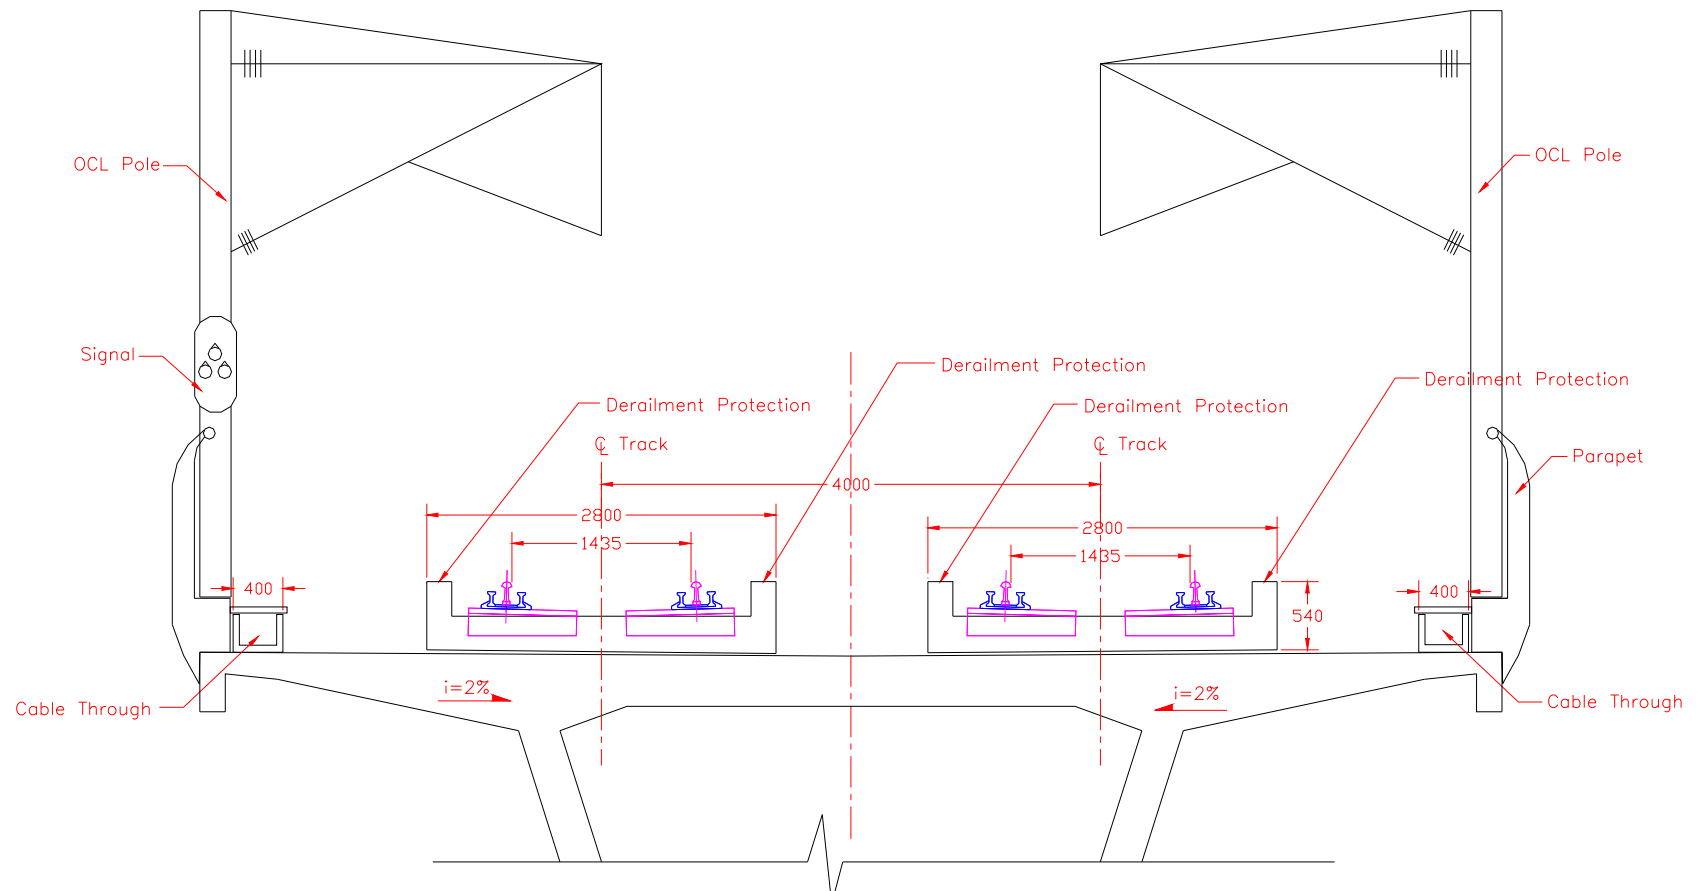 OCL Pole
OCL Pole
Signal
Derailment Protection
Derailment Protection
Derailment Protection
Derailment Protection
℄ Track
℄ Track
Parapet
4000
2800
2800
1435
1435
400
400
540
i=2%
i=2%
Cable Through
Cable Through